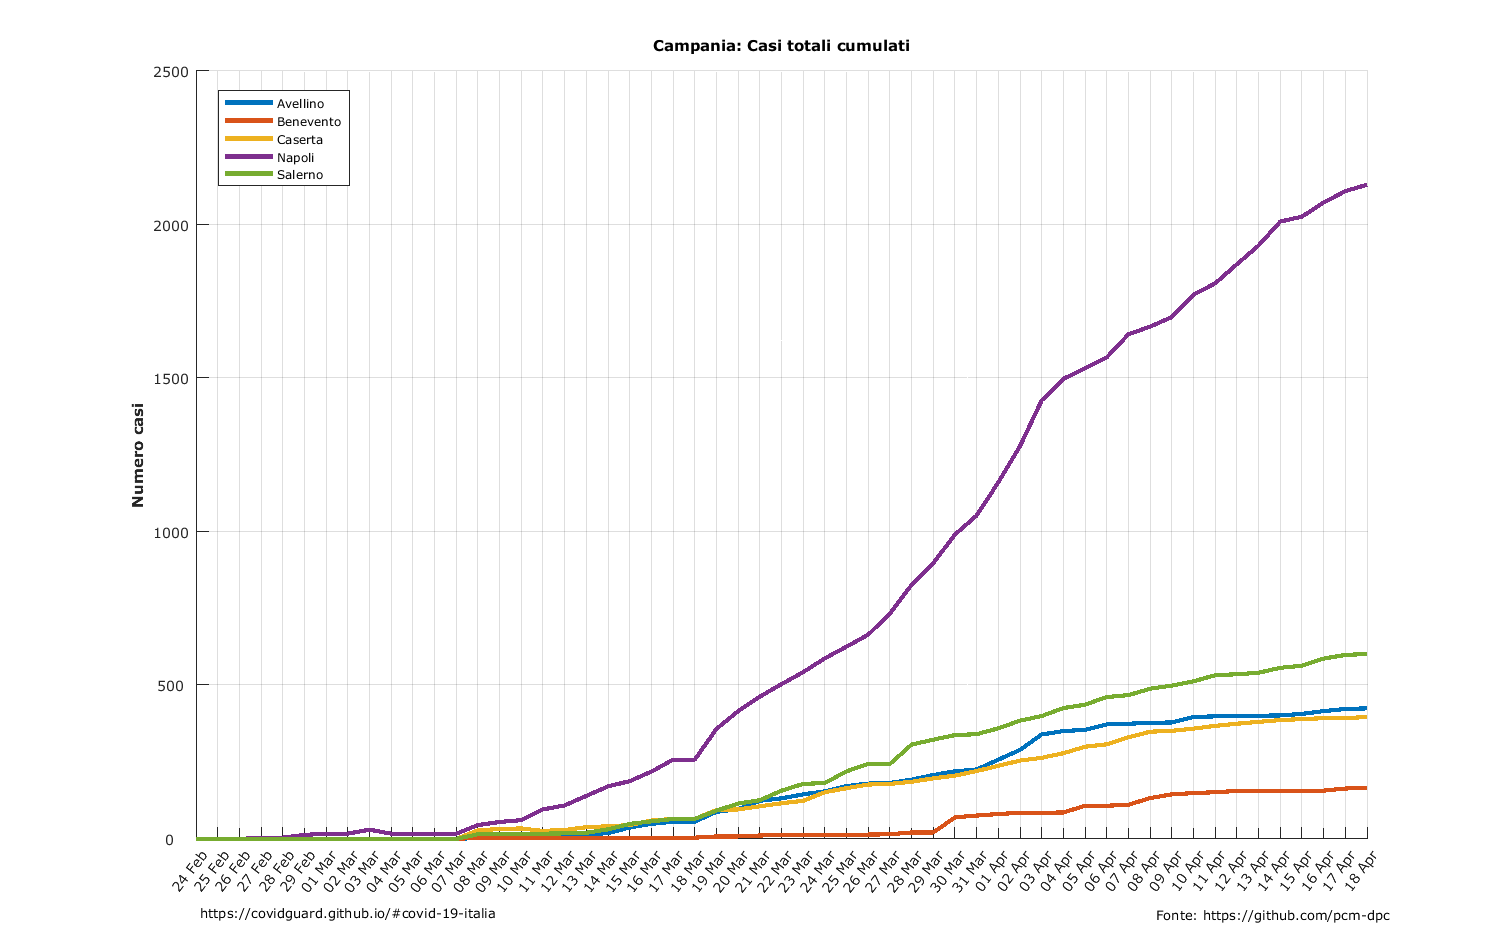 Campania: Casi totali cumulati
2500
2000
1500
1000
500
0
Numero casi
Avellino
Benevento
Caserta
Napoli
Salerno
24 Feb
25 Feb
26 Feb
27 Feb
28 Feb
29 Feb
01 Mar
02 Mar
03 Mar
04 Mar
05 Mar
06 Mar
07 Mar
08 Mar
09 Mar
10 Mar
11 Mar
12 Mar
13 Mar
14 Mar
15 Mar
16 Mar
17 Mar
18 Mar
19 Mar
20 Mar
21 Mar
22 Mar
23 Mar
24 Mar
25 Mar
26 Mar
27 Mar
28 Mar
29 Mar
30 Mar
31 Mar
01 Apr
02 Apr
03 Apr
04 Apr
05 Apr
06 Apr
07 Apr
08 Apr
09 Apr
10 Apr
11 Apr
12 Apr
13 Apr
14 Apr
15 Apr
16 Apr
17 Apr
18 Apr
https://covidguard.github.io/#covid-19-italia
Fonte: https://github.com/pcm-dpc